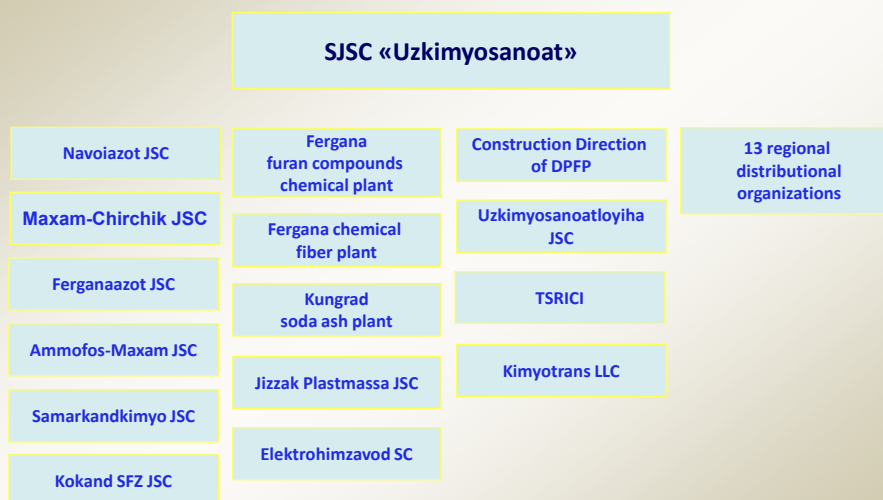 SJSC «Uzkimyosanoat»
Navoiazot JSC
Maxam-Chirchik JSC
Ferganaazot JSC
Ammofos-Maxam JSC
Samarkandkimyo JSC
Kokand SFZ JSC
Fergana
furan compounds
chemical plant
Fergana chemical
fiber plant
Kungrad
soda ash plant
Jizzak Plastmassa JSC
Elektrohimzavod SC
Construction Direction
of DPFP
Uzkimyosanoatloyiha
JSC
TSRICI
Kimyotrans LLC
13 regional
distributional
organizations